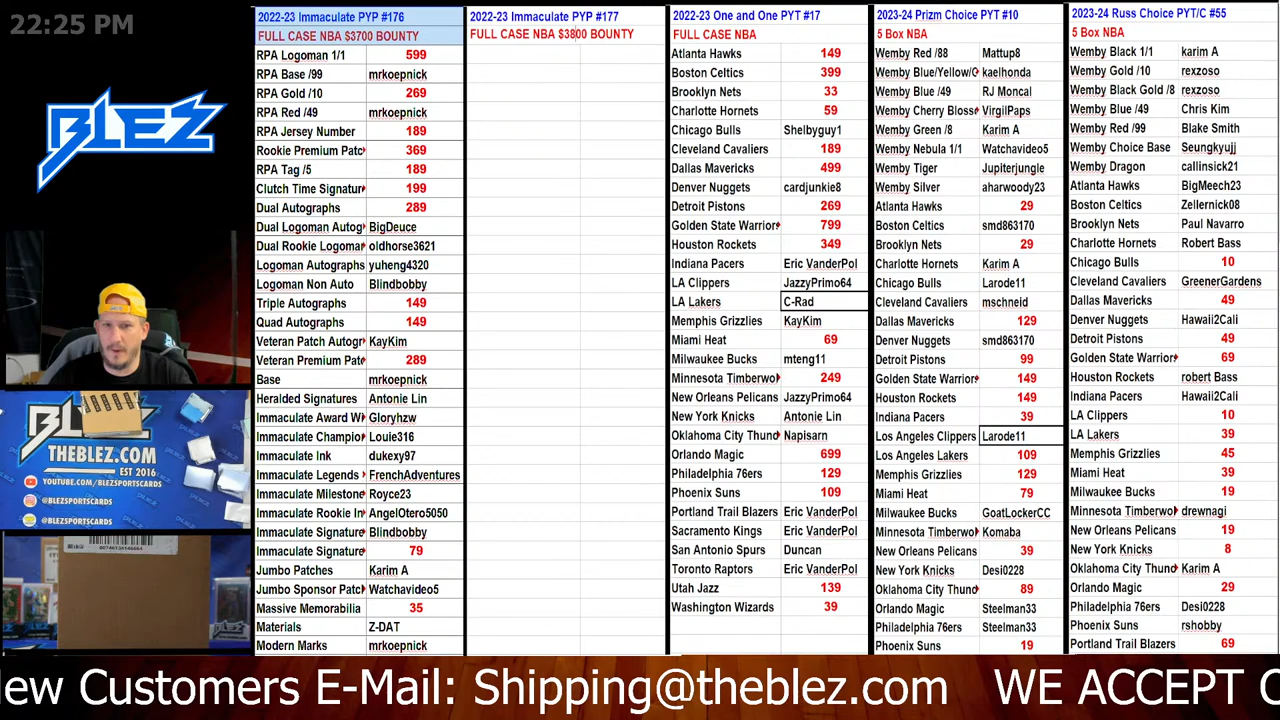 22:25 PM
BLEZ
BLEZ
THEBLEZ.COM
EST 2016
YOUTUBE.COM/BLEZSPORTSCARDS
@BLEZSPORTSCARDS
@BLEZSPORTSCARDS
2022-23 Immaculate PYP #176
FULL CASE NBA $3700 BOUNTY
RPA Logoman 1/1 599
RPA Base /99 mrkoepnick
RPA Gold /10 269
RPA Red /49 mrkoepnick
RPA Jersey Number 189
Rookie Premium Patc 369
RPA Tag /5 189
Clutch Time Signatur 199
Dual Autographs 289
Dual Logoman Autog BigDeuce
Dual Rookie Logoma oldhorse3621
Logoman Autographs yuheng4320
Logoman Non Auto Blindbobby
Triple Autographs 149
Quad Autographs 149
Veteran Patch Autogr KayKim
Veteran Premium Pat 289
Base mrkoepnick
Heralded Signatures Antonie Lin
Immaculate Award W Gloryhzw
Immaculate Champio Louie316
Immaculate Ink dukexy97
Immaculate Legends FrenchAdventures
Immaculate Milestone Royce23
Immaculate Rookie In AngelOtero5050
Immaculate Signature Blindbobby
Immaculate Signature 79
Jumbo Patches Karim A
Jumbo Sponsor Patc Watchavideo5
Massive Memorabilia 35
Materials Z-DAT
Modern Marks mrkoepnick
2022-23 Immaculate PYP #177
FULL CASE NBA $3800 BOUNTY
2022-23 One and One PYT #17
FULL CASE NBA
Atlanta Hawks 149
Boston Celtics 399
Brooklyn Nets 33
Charlotte Hornets 59
Chicago Bulls Shelbyguy1
Cleveland Cavaliers 189
Dallas Mavericks 499
Denver Nuggets cardjunkie8
Detroit Pistons 269
Golden State Warrior 799
Houston Rockets 349
Indiana Pacers Eric VanderPol
LA Clippers JazzyPrimo64
LA Lakers C-Rad
Memphis Grizzlies KayKim
Miami Heat 69
Milwaukee Bucks mteng11
Minnesota Timberwo 249
New Orleans Pelicans JazzyPrimo64
New York Knicks Antonie Lin
Oklahoma City Thund Napisarn
Orlando Magic 699
Philadelphia 76ers 129
Phoenix Suns 109
Portland Trail Blazers Eric VanderPol
Sacramento Kings Eric VanderPol
San Antonio Spurs Duncan
Toronto Raptors Eric VanderPol
Utah Jazz 139
Washington Wizards 39
2023-24 Prizm Choice PYT #10
5 Box NBA
Wemby Red /88 Mattup8
Wemby Blue/Yellow/G kaelhonda
Wemby Blue /49 RJ Moncal
Wemby Cherry Bloss VirgilPaps
Wemby Green /8 Karim A
Wemby Nebula 1/1 Watchavideo5
Wemby Tiger Jupiterjungle
Wemby Silver aharwoody23
Atlanta Hawks 29
Boston Celtics smd863170
Brooklyn Nets 29
Charlotte Hornets Karim A
Chicago Bulls Larode11
Cleveland Cavaliers mschneid
Dallas Mavericks 129
Denver Nuggets smd863170
Detroit Pistons 99
Golden State Warrior 149
Houston Rockets 149
Indiana Pacers 39
Los Angeles Clippers Larode11
Los Angeles Lakers 109
Memphis Grizzlies 129
Miami Heat 79
Milwaukee Bucks GoatLockerCC
Minnesota Timberwo Komaba
New Orleans Pelicans 39
New York Knicks Desi0228
Oklahoma City Thund 89
Orlando Magic Steelman33
Philadelphia 76ers Steelman33
Phoenix Suns 19
2023-24 Russ Choice PYT/C #55
5 Box NBA
Wemby Black 1/1 karim A
Wemby Gold /10 rexzoso
Wemby Black Gold /8 rexzoso
Wemby Blue /49 Chris Kim
Wemby Red /99 Blake Smith
Wemby Choice Base Seungkyujj
Wemby Dragon callinsick21
Atlanta Hawks BigMeech23
Boston Celtics Zellernick08
Brooklyn Nets Paul Navarro
Charlotte Hornets Robert Bass
Chicago Bulls 10
Cleveland Cavaliers GreenerGardens
Dallas Mavericks 49
Denver Nuggets Hawaii2Cali
Detroit Pistons 49
Golden State Warrior 69
Houston Rockets robert Bass
Indiana Pacers Hawaii2Cali
LA Clippers 10
LA Lakers 39
Memphis Grizzlies 45
Miami Heat 39
Milwaukee Bucks 19
Minnesota Timberwo drewnagi
New Orleans Pelicans 19
New York Knicks 8
Oklahoma City Thund Karim A
Orlando Magic 29
Philadelphia 76ers Desi0228
Phoenix Suns rshobby
Portland Trail Blazers 69
ew Customers E-Mail: Shipping@theblez.com WE ACCEPT